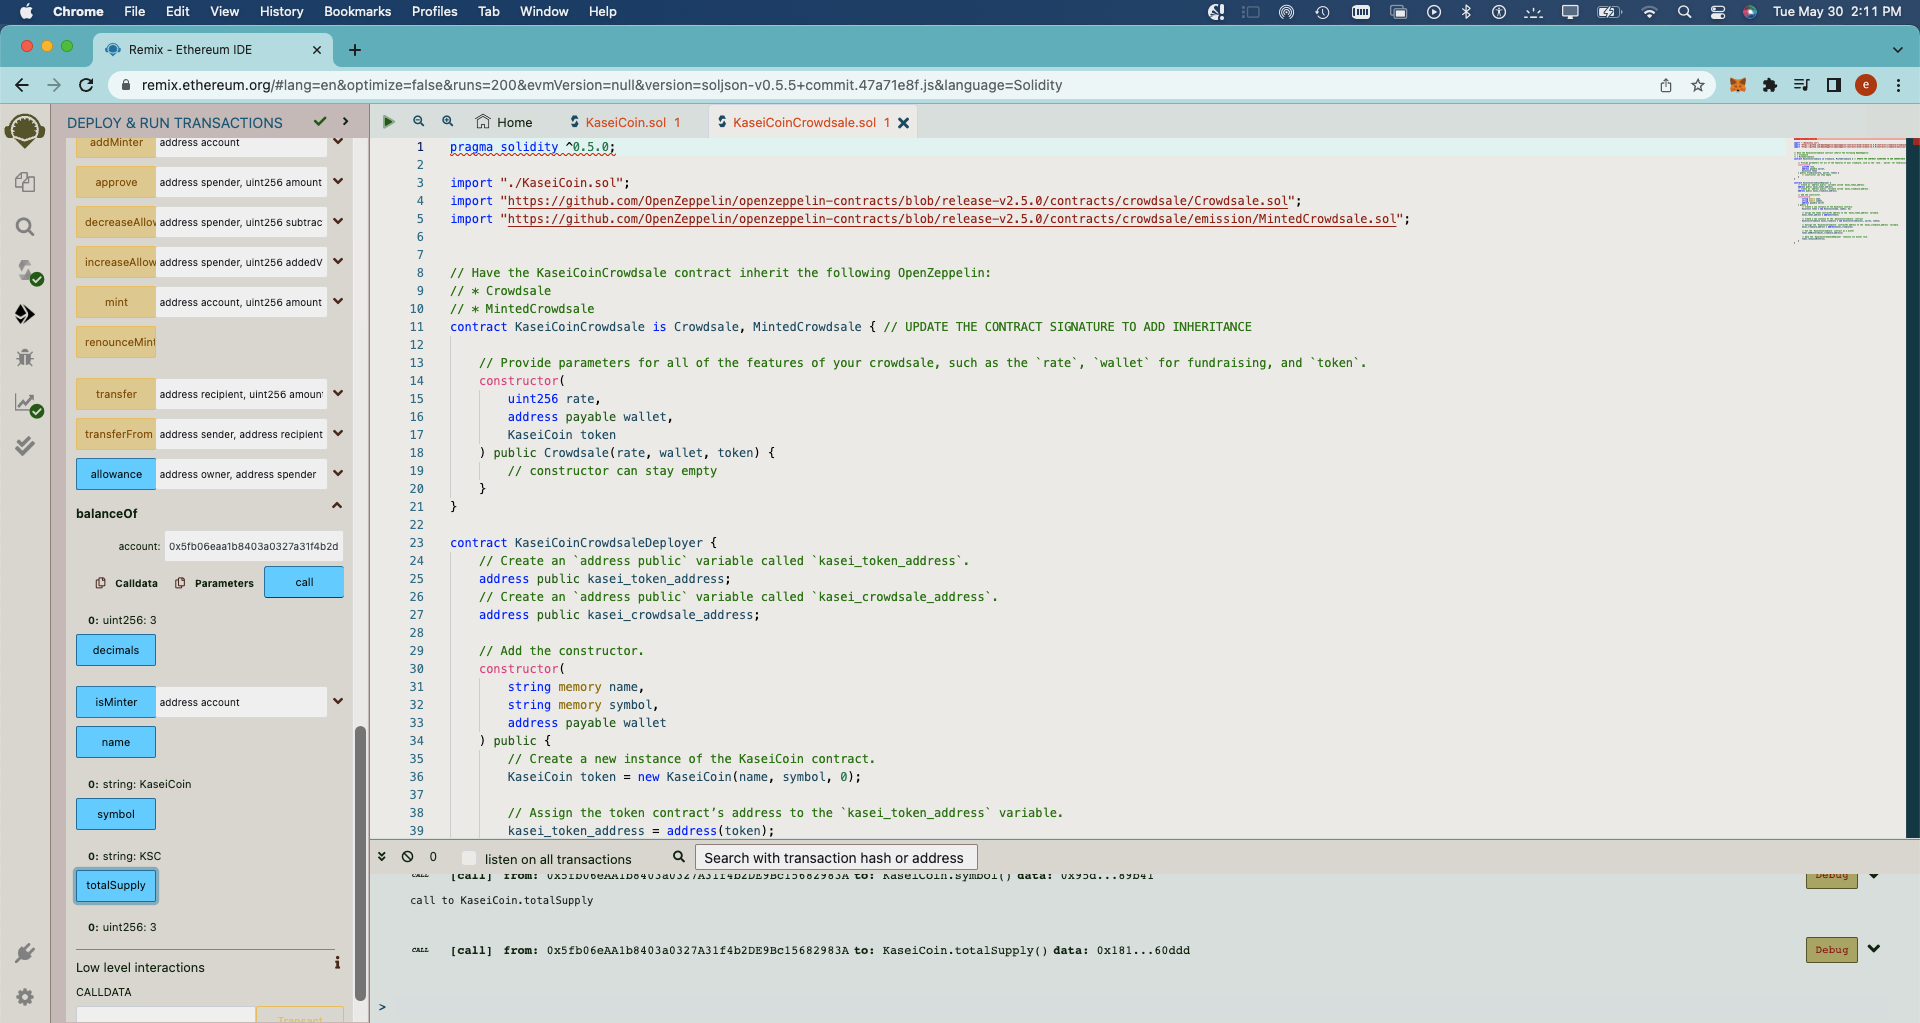 Chrome File Edit View History Bookmarks Profiles Tab Window Help
Tue May 30 2:11 PM
Remix - Ethereum IDE
remix.ethereum.org/#lang=en&optimize=false&runs=200&evmVersion=null&version=soljson-v0.5.5+commit.47a71e8f.js&language=Solidity
e
DEPLOY & RUN TRANSACTIONS
addMinter address account
approve address spender, uint256 amount
decreaseAllov address spender, uint256 subtrac
increaseAllow address spender, uint256 addedV
mint address account, uint256 amount
renounceMint
transfer address recipient, uint256 amoun
transferFrom address sender, address recipient
allowance address owner, address spender
balanceOf
account: 0x5fb06eaa1b8403a0327a31f4b2d
Calldata Parameters call
0: uint256: 3
decimals
isMinter address account
name
0: string: KaseiCoin
symbol
0: string: KSC
totalSupply
0: uint256: 3
Low level interactions
i
CALLDATA
Transact
Home KaseiCoin.sol 1 KaseiCoinCrowdsale.sol 1
1 pragma solidity ^0.5.0;
2
3 import "./KaseiCoin.sol";
4 import "https://github.com/OpenZeppelin/openzeppelin-contracts/blob/release-v2.5.0/contracts/crowdsale/Crowdsale.sol";
5 import "https://github.com/OpenZeppelin/openzeppelin-contracts/blob/release-v2.5.0/contracts/crowdsale/emission/MintedCrowdsale.sol";
6
7
8 // Have the KaseiCoinCrowdsale contract inherit the following OpenZeppelin:
9 // * Crowdsale
10 // * MintedCrowdsale
11 contract KaseiCoinCrowdsale is Crowdsale, MintedCrowdsale { // UPDATE THE CONTRACT SIGNATURE TO ADD INHERITANCE
12
13 // Provide parameters for all of the features of your crowdsale, such as the `rate`, `wallet` for fundraising, and `token`.
14 constructor(
15 uint256 rate,
16 address payable wallet,
17 KaseiCoin token
18 ) public Crowdsale(rate, wallet, token) {
19 // constructor can stay empty
20 }
21 }
22
23 contract KaseiCoinCrowdsaleDeployer {
24 // Create an `address public` variable called `kasei_token_address`.
25 address public kasei_token_address;
26 // Create an `address public` variable called `kasei_crowdsale_address`.
27 address public kasei_crowdsale_address;
28
29 // Add the constructor.
30 constructor(
31 string memory name,
32 string memory symbol,
33 address payable wallet
34 ) public {
35 // Create a new instance of the KaseiCoin contract.
36 KaseiCoin token = new KaseiCoin(name, symbol, 0);
37
38 // Assign the token contract’s address to the `kasei_token_address` variable.
39 kasei_token_address = address(token);
0 listen on all transactions Search with transaction hash or address
CALL [call] from: 0x5fb06eAA1b8403a0327A31f4b2DE9Bc15682983A to: KaseiCoin.symbol() data: 0x95d...89b41 Debug
call to KaseiCoin.totalSupply
CALL [call] from: 0x5fb06eAA1b8403a0327A31f4b2DE9Bc15682983A to: KaseiCoin.totalSupply() data: 0x181...60ddd Debug
>